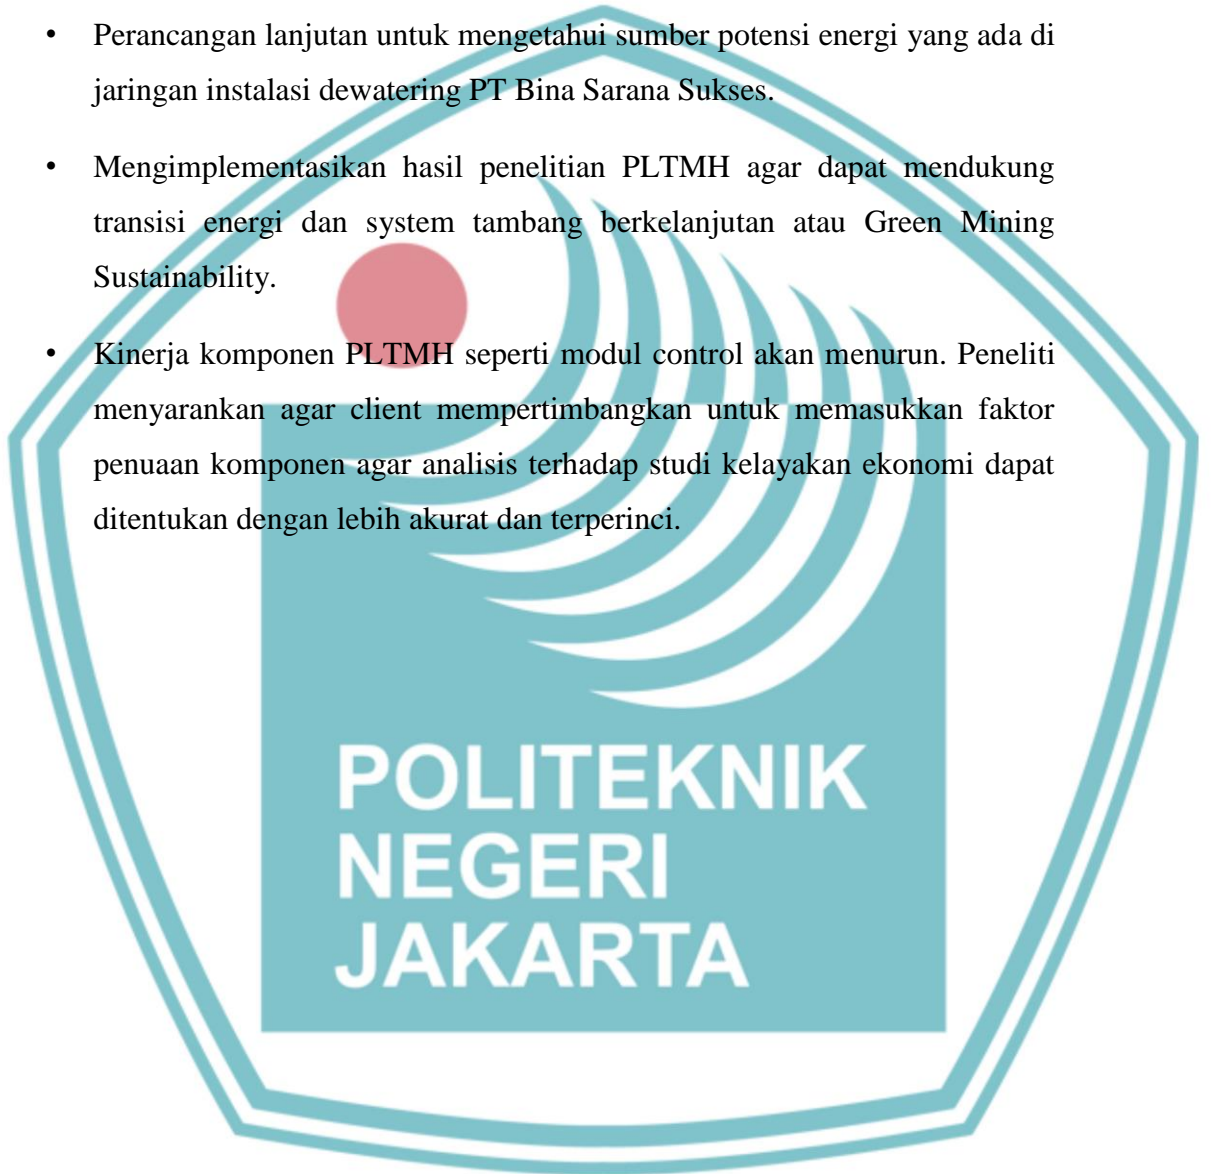 • Perancangan lanjutan untuk mengetahui sumber potensi energi yang ada di
jaringan instalasi dewatering PT Bina Sarana Sukses.
• Mengimplementasikan hasil penelitian PLTMH agar dapat mendukung
transisi energi dan system tambang berkelanjutan atau Green Mining
Sustainability.
• Kinerja komponen PLTMH seperti modul control akan menurun. Peneliti
menyarankan agar client mempertimbangkan untuk memasukkan faktor
penuaan komponen agar analisis terhadap studi kelayakan ekonomi dapat
ditentukan dengan lebih akurat dan terperinci.
POLITEKNIK
NEGERI
JAKARTA